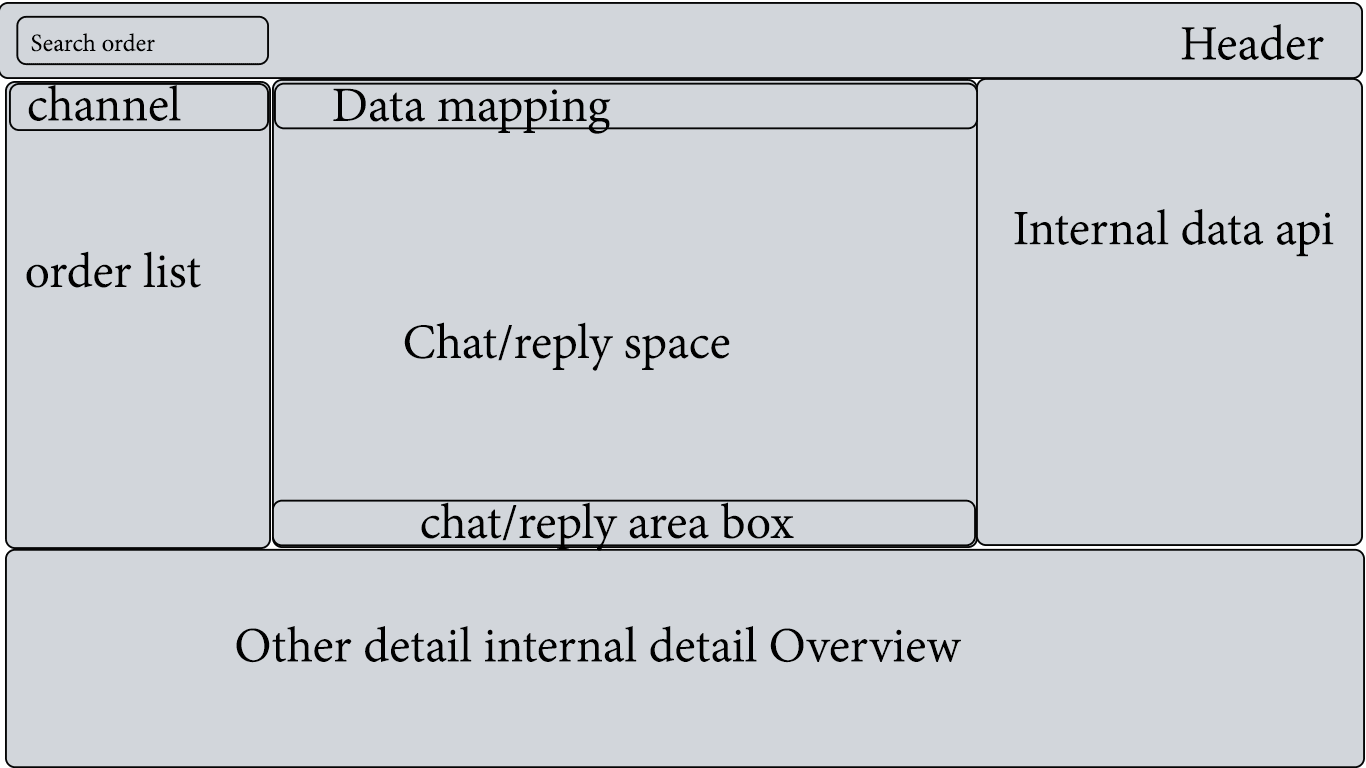 Search order
Header
channel
Data mapping
Internal data api
order list
Chat/reply space
chat/reply area box
Other detail internal detail Overview